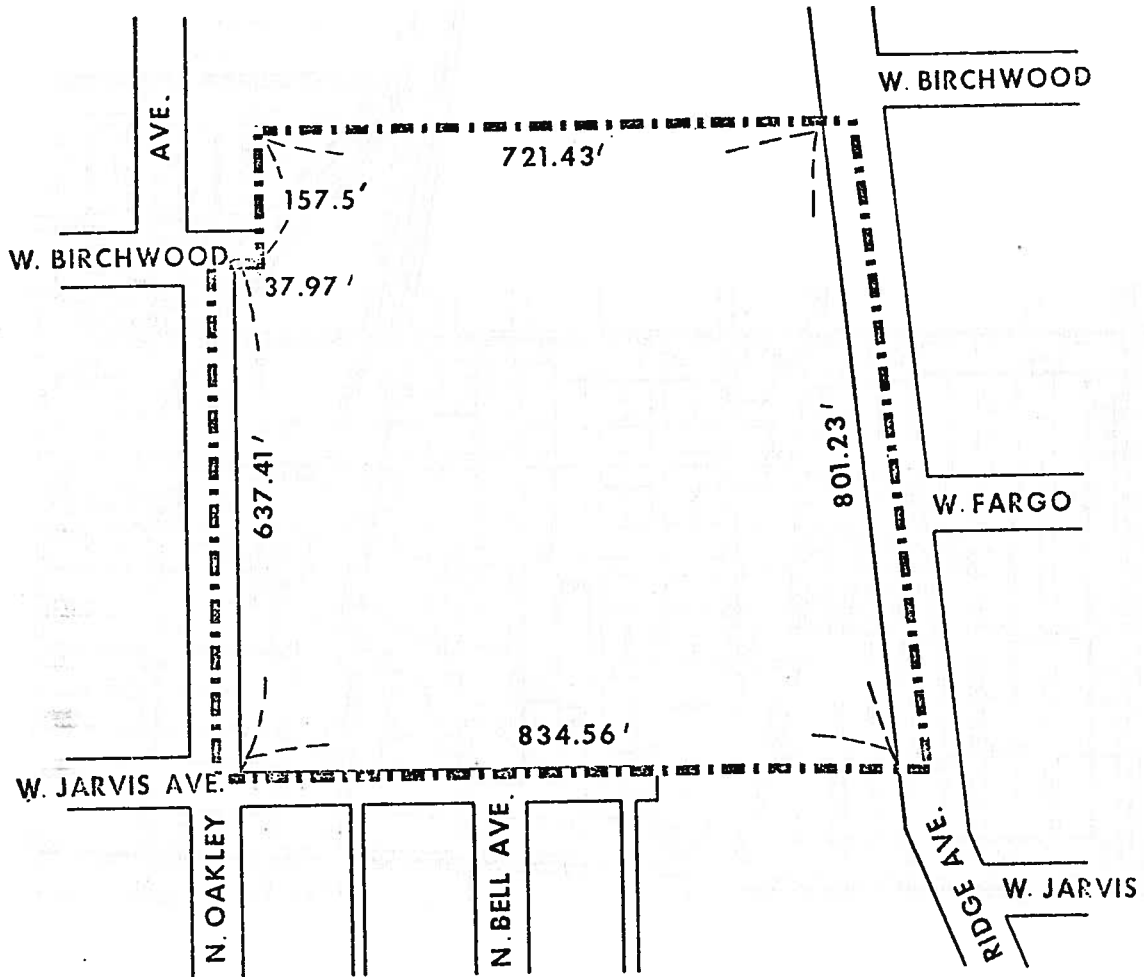 W. BIRCHWOOD
AVE.
721.43'
157.5'
W. BIRCHWOOD
37.97'
637.41'
801.23'
W. FARGO
834.56'
W. JARVIS AVE.
N. OAKLEY
N. BELL AVE.
RIDGE AVE.
W. JARVIS